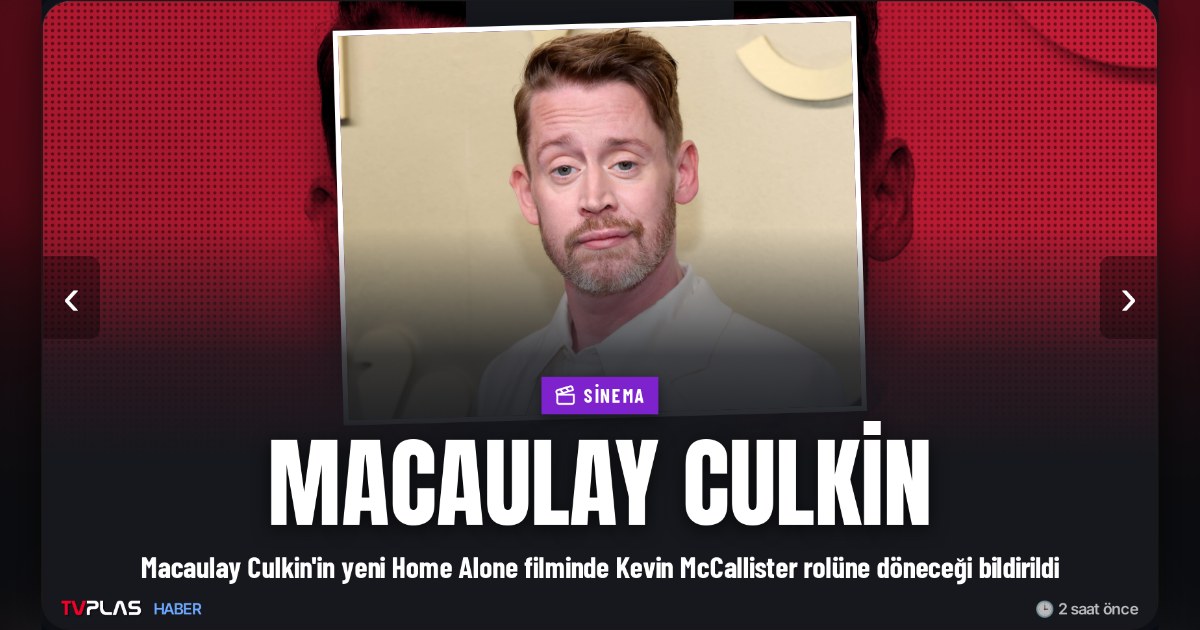 SİNEMA
MACAULAY CULKİN
Macaulay Culkin'in yeni Home Alone filminde Kevin McCallister rolüne döneceği bildirildi
TVPLAS HABER
2 saat önce